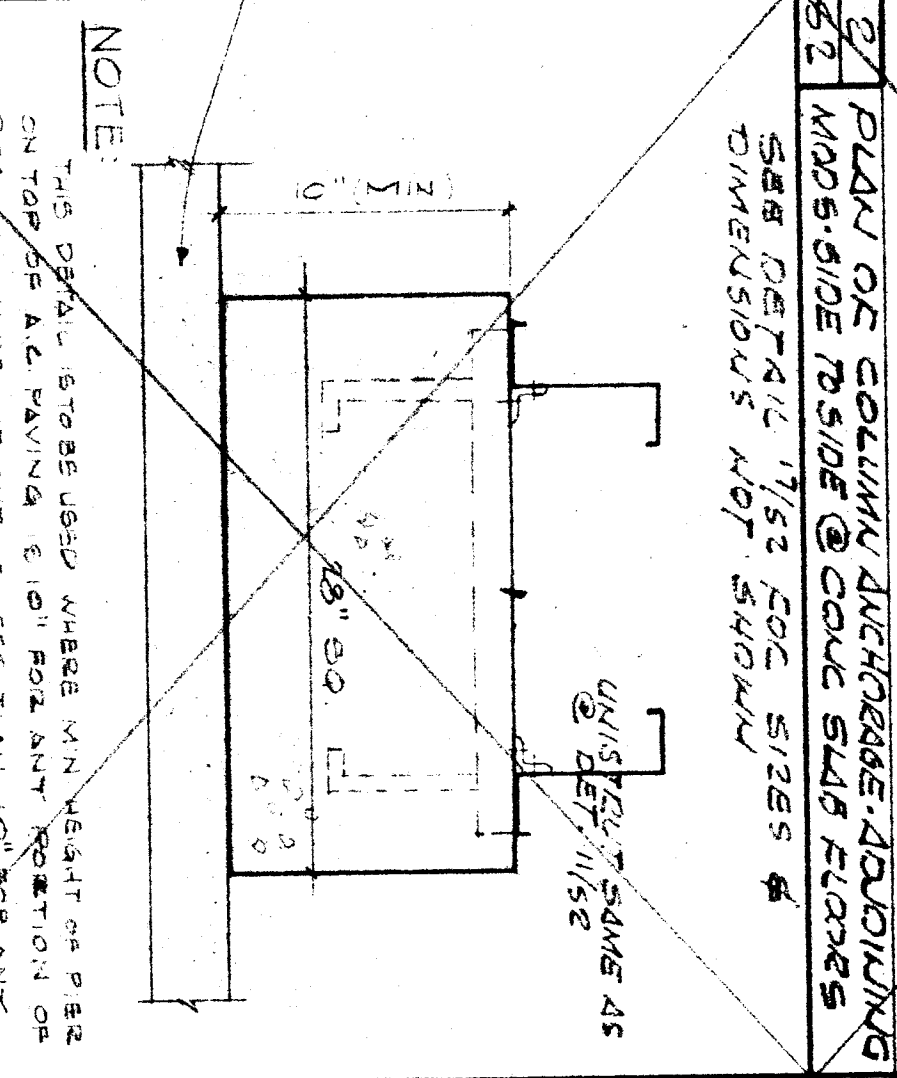 PLAN OF COLUMN ANCHORAGE-ADJOINING
MODS-SIDE TO SIDE @ CONC SLAB FLOORS
SEE DETAIL 17/S2 FOR SIZES &
DIMENSIONS NOT SHOWN
UNISTRUT SAME AS
@ DET. 11/S2
10" (MIN)
28" SQ.
NOTE:
THIS DETAIL IS TO BE USED WHERE MIN HEIGHT OF PIER
ON TOP OF A.C. PAVING IS 10" FOR ANY PORTION OF